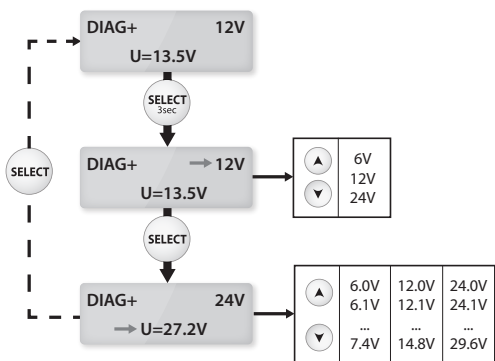 DIAG+ 12V
U=13.5V
SELECT
3sec
SELECT
DIAG+ → 12V
U=13.5V
6V
12V
24V
SELECT
DIAG+ 24V
→ U=27.2V
6.0V 12.0V 24.0V
6.1V 12.1V 24.1V
... ... ...
7.4V 14.8V 29.6V